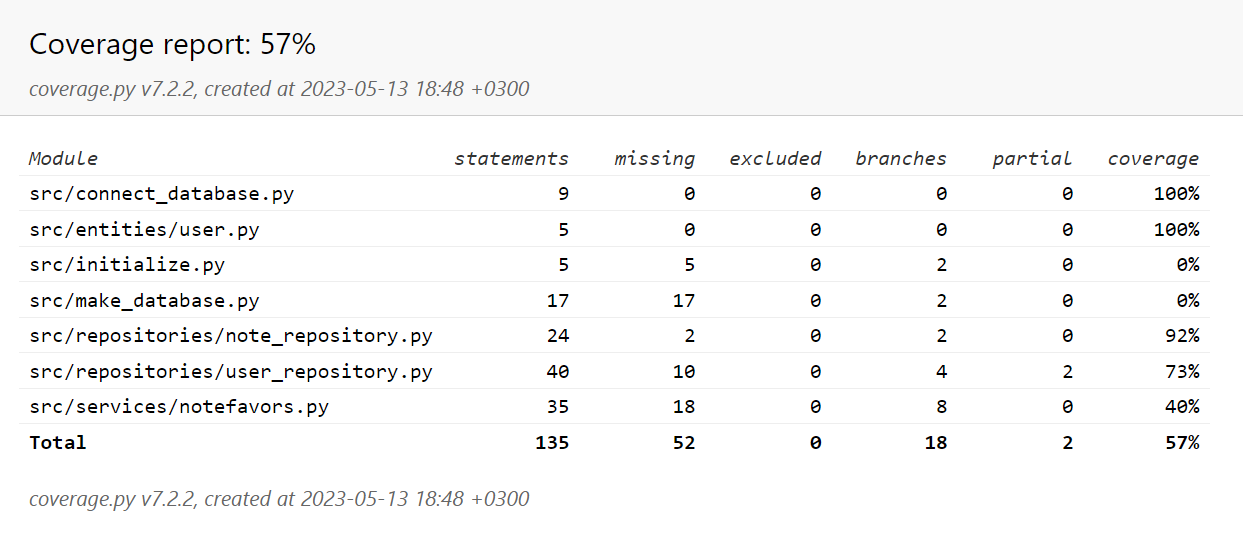 Coverage report: 57%
coverage.py v7.2.2, created at 2023-05-13 18:48 +0300
Module statements missing excluded branches partial coverage
src/connect_database.py 9 0 0 0 0 100%
src/entities/user.py 5 0 0 0 0 100%
src/initialize.py 5 5 0 2 0 0%
src/make_database.py 17 17 0 2 0 0%
src/repositories/note_repository.py 24 2 0 2 0 92%
src/repositories/user_repository.py 40 10 0 4 2 73%
src/services/notefavors.py 35 18 0 8 0 40%
Total 135 52 0 18 2 57%
coverage.py v7.2.2, created at 2023-05-13 18:48 +0300